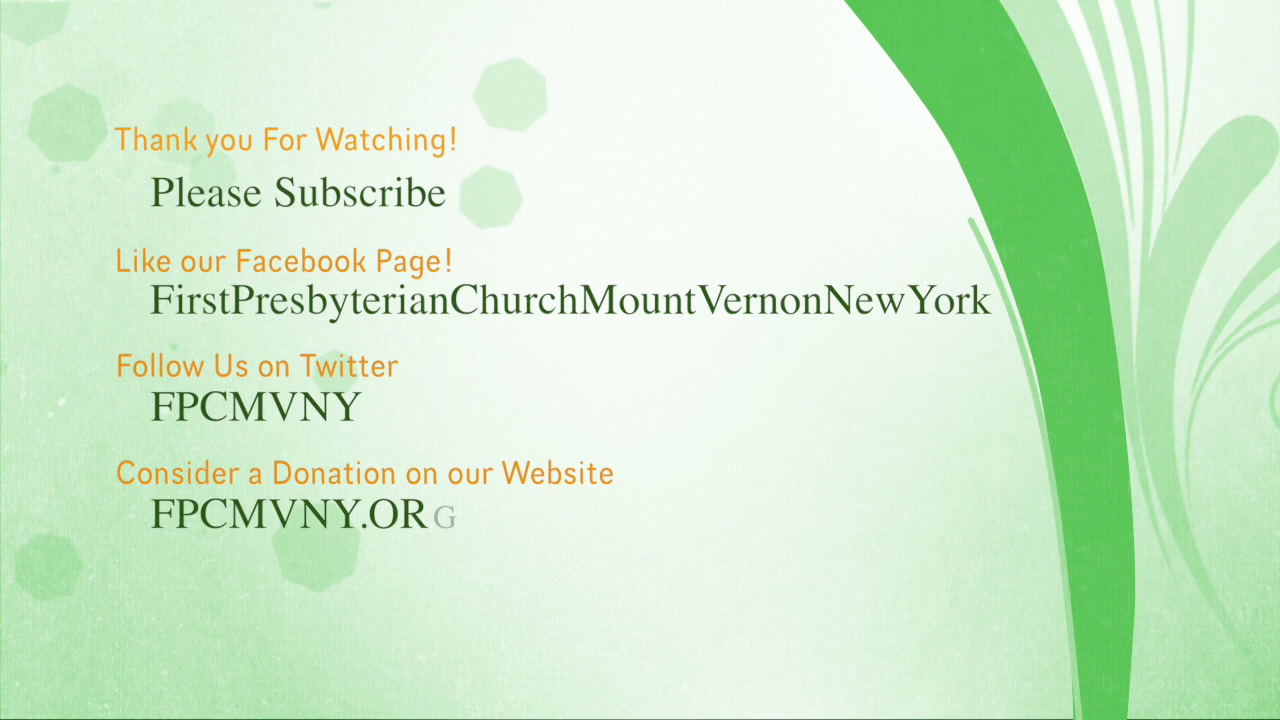 Thank you For Watching!
Please Subscribe
Like our Facebook Page!
FirstPresbyterianChurchMountVernonNewYork
Follow Us on Twitter
FPCMVNY
Consider a Donation on our Website
FPCMVNY.ORG